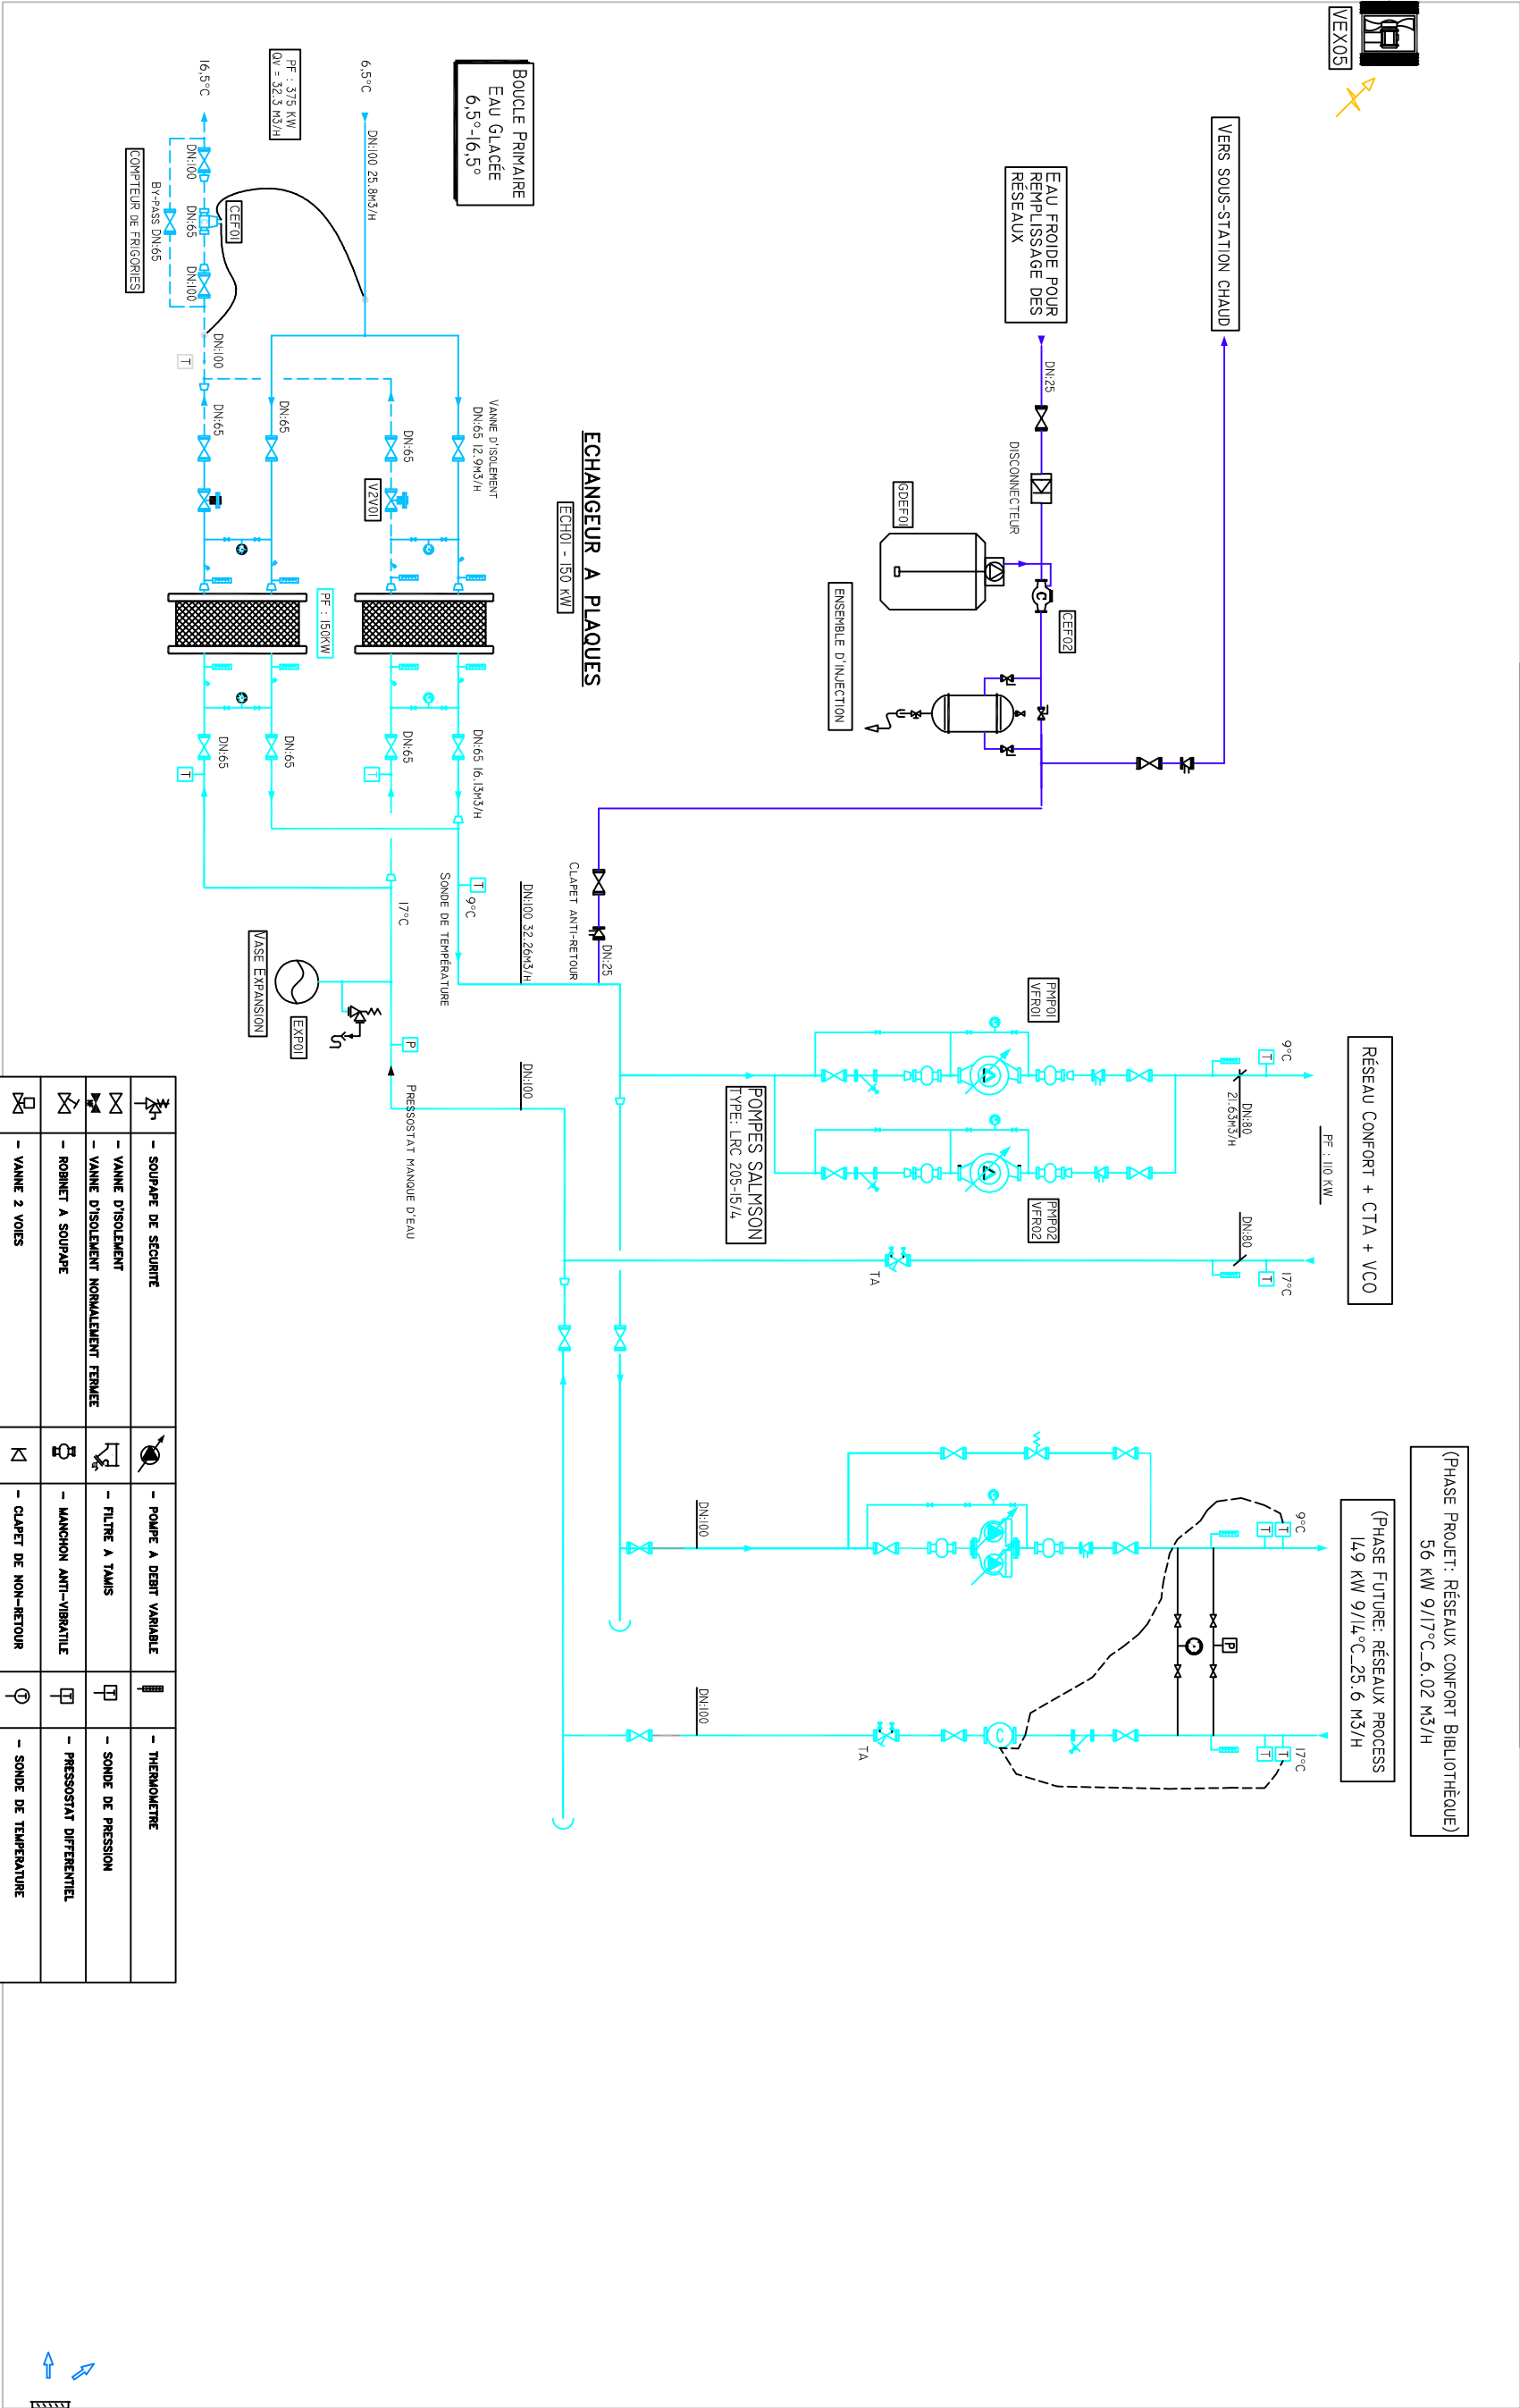 VEX05
VERS SOUS-STATION CHAUD
EAU FROIDE POUR
REMPLISSAGE DES
RÉSEAUX
DN:25
DISCONNECTEUR
GDEF01
CEF02
C
ENSEMBLE D'INJECTION
CLAPET ANTI-RETOUR
DN:25
BOUCLE PRIMAIRE
EAU GLACÉE
6,5°-16,5°
6,5°C
DN:100 25.8M3/H
PF : 375 KW
QV = 32.3 M3/H
16,5°C
DN:100
DN:65
DN:100
CEF01
BY-PASS DN:65
COMPTEUR DE FRIGORIES
DN:100
T
DN:65
DN:65
VANNE D'ISOLEMENT
DN:65 12.9M3/H
DN:65
V2V01
ECHANGEUR A PLAQUES
ECH01 - 150 KW
PF : 150KW
DN:65 16.13M3/H
DN:65
T
DN:65
DN:65
T
T
9°C
SONDE DE TEMPÉRATURE
17°C
DN:100 32.26M3/H
VASE EXPANSION
EXP01
P
PRESSOSTAT MANQUE D'EAU
DN:100
RÉSEAU CONFORT + CTA + VCO
PF : 110 KW
9°C
T
DN:80
21.63M3/H
DN:80
T
17°C
PMP01
VFR01
PMP02
VFR02
POMPES SALMSON
TYPE: LRC 205-15/4
TA
(PHASE PROJET: RÉSEAUX CONFORT BIBLIOTHÈQUE)
56 KW 9/17°C_6.02 M3/H
(PHASE FUTURE: RÉSEAUX PROCESS
149 KW 9/14°C_25.6 M3/H
9°C
T
T
P
T
T
17°C
C
TA
DN:100
DN:100
- SOUPAPE DE SÉCURITÉ
- POMPE A DEBIT VARIABLE
- THERMOMETRE
- VANNE D'ISOLEMENT
- VANNE D'ISOLEMENT NORMALEMENT FERMEE
- FILTRE A TAMIS
T
- SONDE DE PRESSION
- ROBINET A SOUPAPE
- MANCHON ANTI-VIBRATILE
T
- PRESSOSTAT DIFFERENTIEL
- VANNE 2 VOIES
- CLAPET DE NON-RETOUR
T
- SONDE DE TEMPERATURE